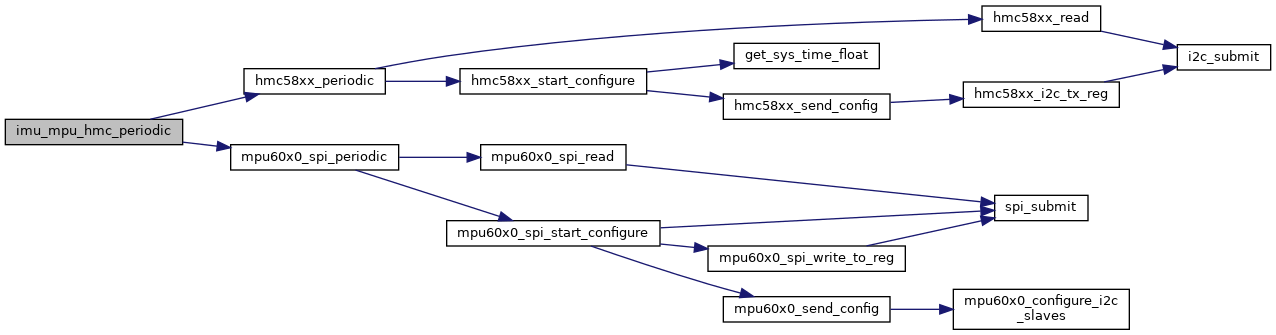 hmc58xx_read
get_sys_time_float
i2c_submit
hmc58xx_periodic
hmc58xx_start_configure
hmc58xx_i2c_tx_reg
hmc58xx_send_config
imu_mpu_hmc_periodic
mpu60x0_spi_periodic
mpu60x0_spi_read
spi_submit
mpu60x0_spi_start_configure
mpu60x0_spi_write_to_reg
mpu60x0_send_config
mpu60x0_configure_i2c
_slaves